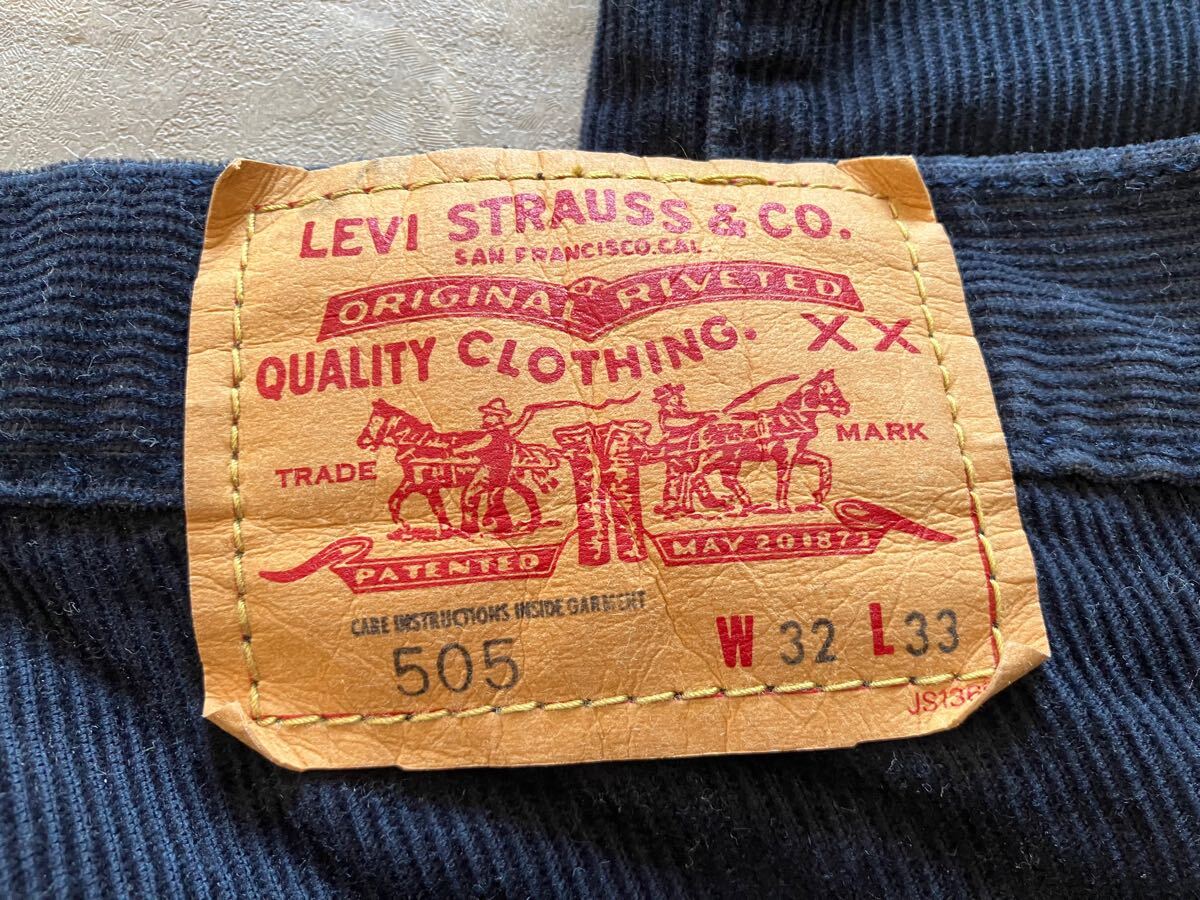 LEVI STRAUSS & CO.
SAN FRANCISCO.CAL.
ORIGINAL RIVETED
QUALITY CLOTHING. XX
TRADE MARK
PATENTED MAY 20 1873
CARE INSTRUCTIONS INSIDE GARMENT
505 W 32 L 33